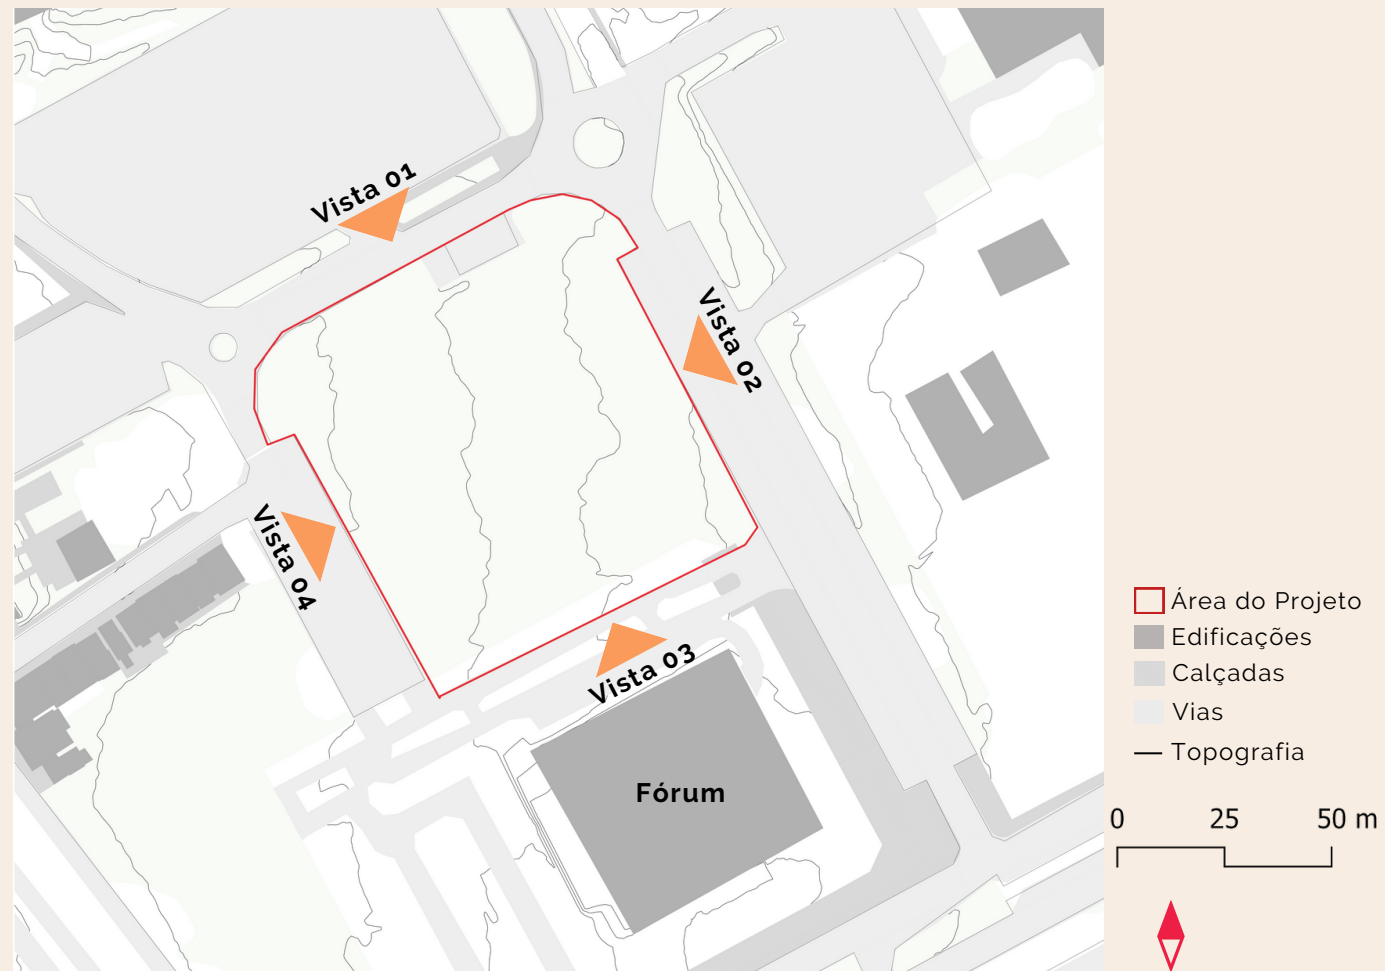 Vista 01
Vista 02
Vista 04
Vista 03
Fórum
Área do Projeto
Edificações
Calçadas
Vias
Topografia
0 25 50 m